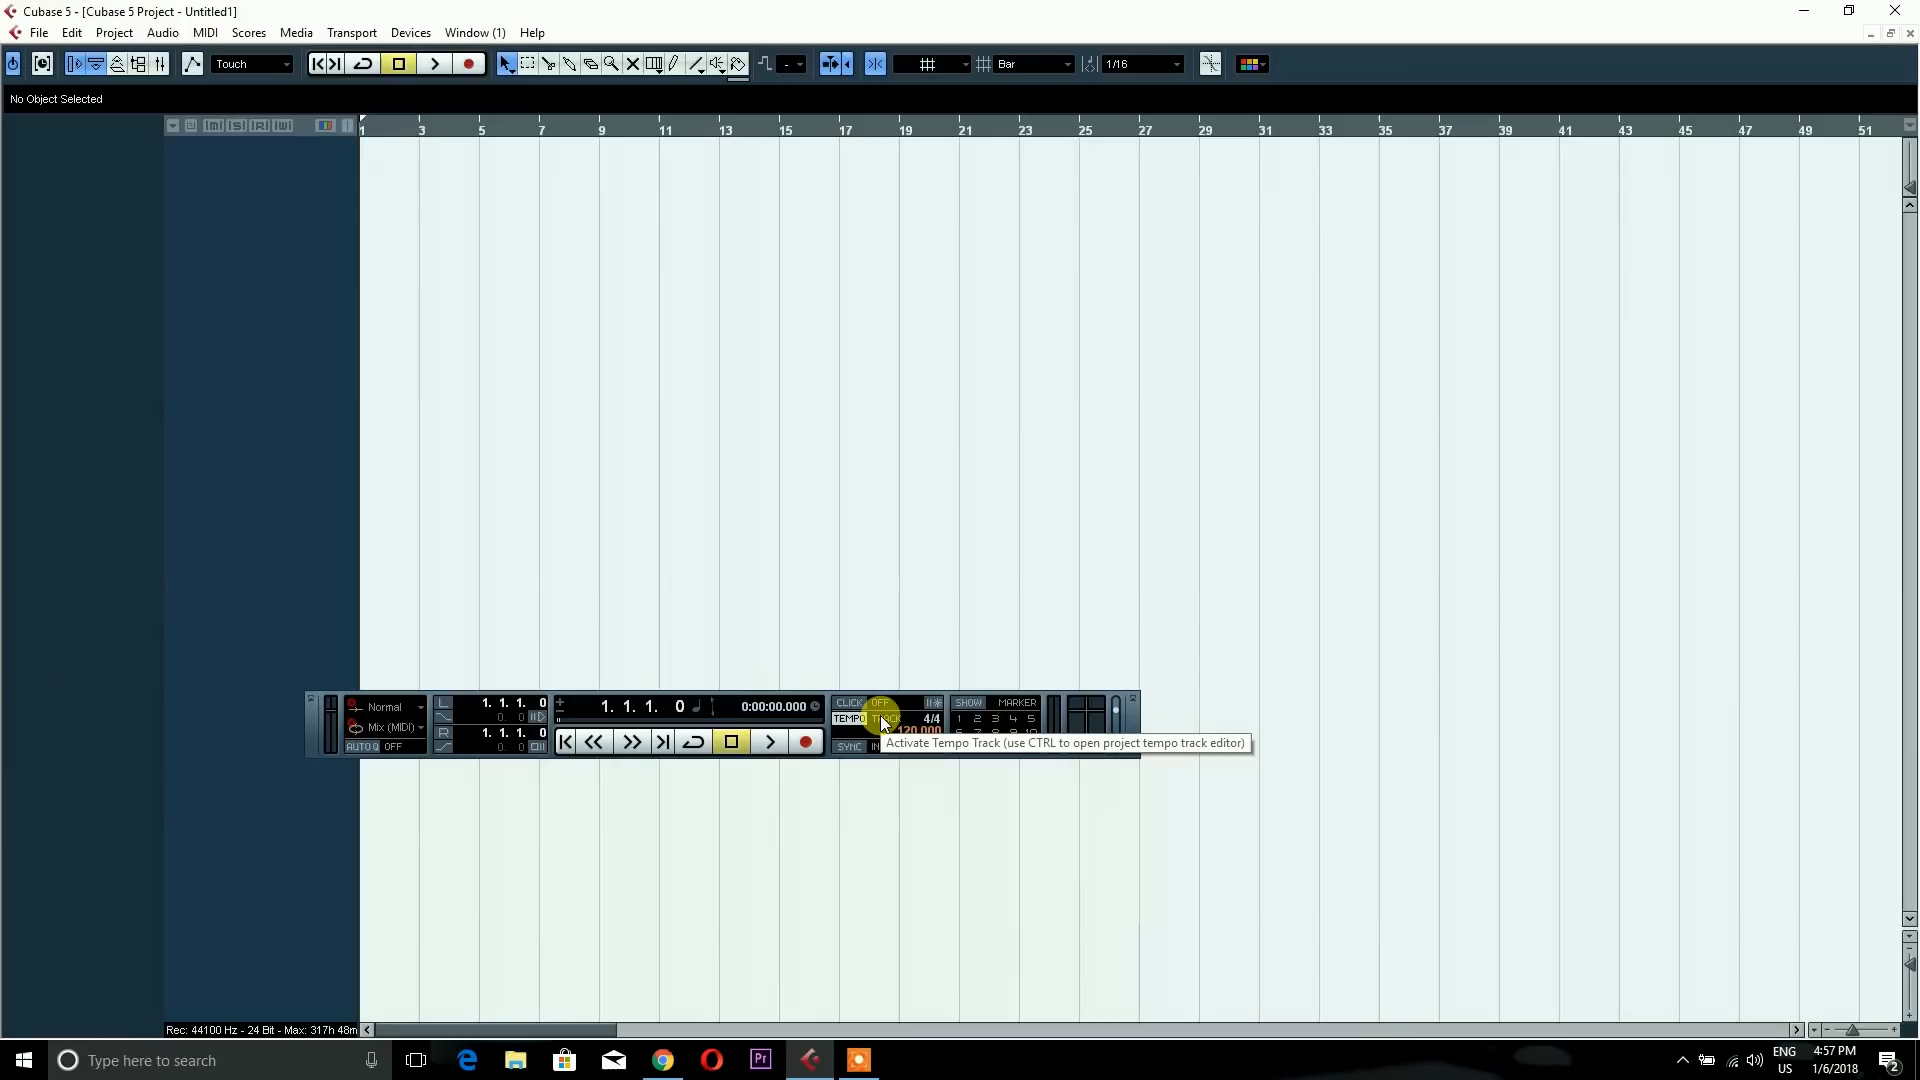 Cubase 5 - [Cubase 5 Project - Untitled1]
File Edit Project Audio MIDI Scores Media Transport Devices Window (1) Help
Touch - Bar 1/16
No Object Selected
[M] [S] [R] [W]
1 3 5 7 9 11 13 15 17 19 21 23 25 27 29 31 33 35 37 39 41 43 45 47 49 51
Normal L 1. 1. 1. 0 1. 1. 1. 0 0:00:00.000 CLICK OFF SHOW MARKER
0. 0 TEMPO TRACK 4/4 1 2 3 4 5
Mix (MIDI) R 1. 1. 1. 0 120.000
AUTO Q OFF 0. 0 SYNC
Activate Tempo Track (use CTRL to open project tempo track editor)
Rec: 44100 Hz - 24 Bit - Max: 317h 48m
Type here to search
Pr
ENG
US
4:57 PM
1/6/2018
2